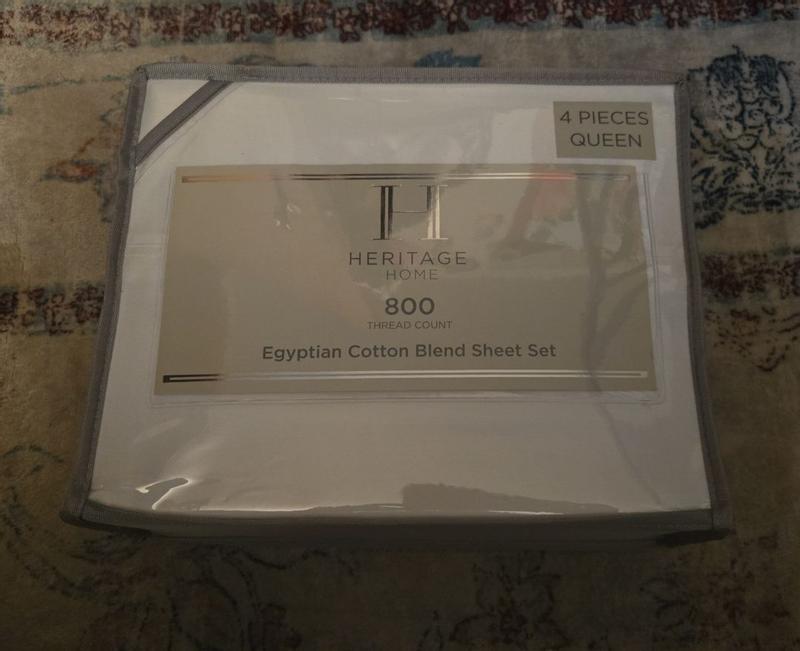 4 PIECES
QUEEN
H
HERITAGE
HOME
800
THREAD COUNT
Egyptian Cotton Blend Sheet Set